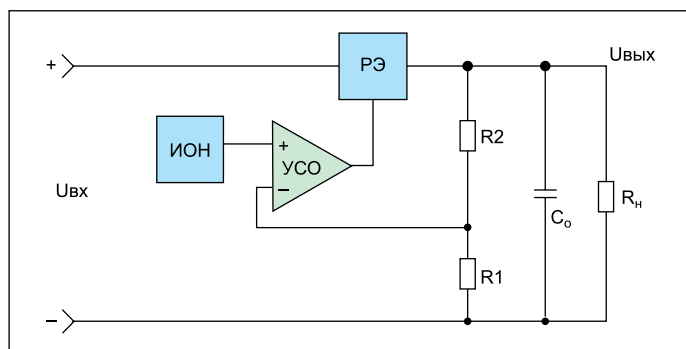 +
РЭ
Uвых
ИОН
+
УСО
−
R2
Uвх
Cо
Rн
R1
−